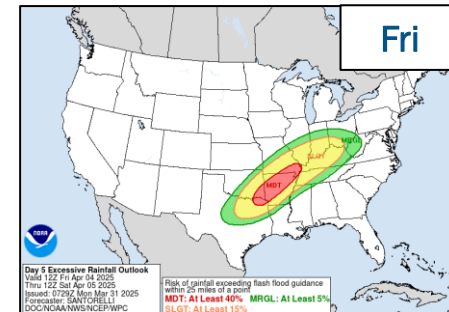 Fri
MRGL
SLGT
MDT
NOAA
Day 5 Excessive Rainfall Outlook
Valid 12Z Fri Apr 04 2025
Thru 12Z Sat Apr 05 2025
Issued: 0729Z Mon Mar 31 2025
Forecaster: SANTORELLI
DOC/NOAA/NWS/NCEP/WPC
Risk of rainfall exceeding flash flood guidance
within 25 miles of a point
MDT: At Least 40% MRGL: At Least 5%
SLGT: At Least 15%